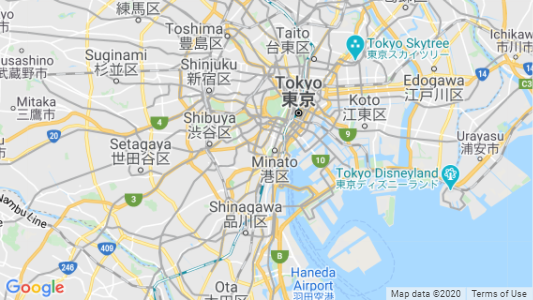 練馬区
Toshima
豊島区
Taito
台東区
Tokyo Skytree
東京スカイツリー
Ichikawa
市川市
Suginami
杉並区
Shinjuku
新宿区
Tokyo
東京
Edogawa
江戸川区
C3
Musashino
武蔵野市
Mitaka
三鷹市
4
Shibuya
渋谷区
Koto
江東区
9
Urayasu
浦安市
Setagaya
世田谷区
Minato
港区
10
Tokyo Disneyland
東京ディズニーランド
3
Nambu Line
Shinagawa
品川区
409
246
B
Ota
Haneda
Airport
羽田空港
Google
Map data ©2020
Terms of Use